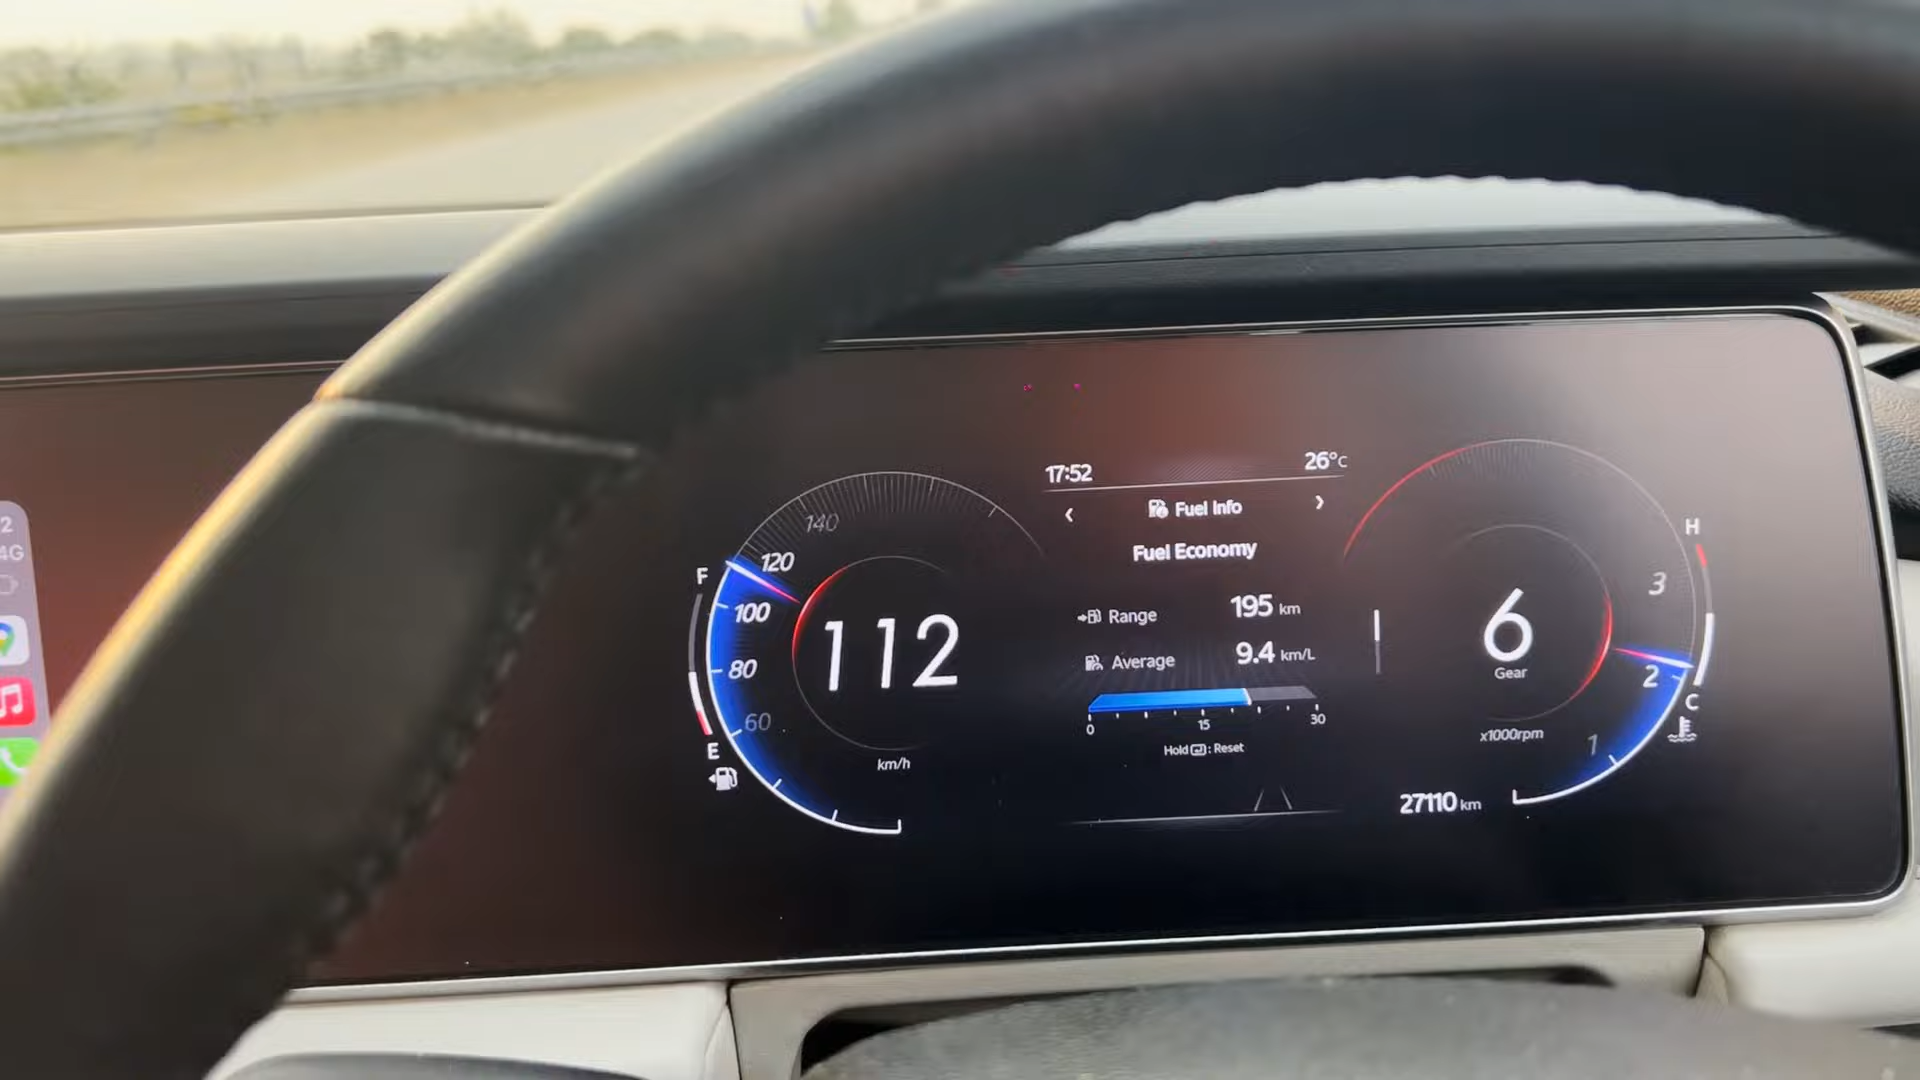 17:52 26°C
‹ Fuel Info ›
Fuel Economy
Range 195 km
Average 9.4 km/L
0 15 30
Hold : Reset
F
E
140
120
100
80
60
112
km/h
6
Gear
x1000rpm
3
2
1
H
C
27110 km
2
4G